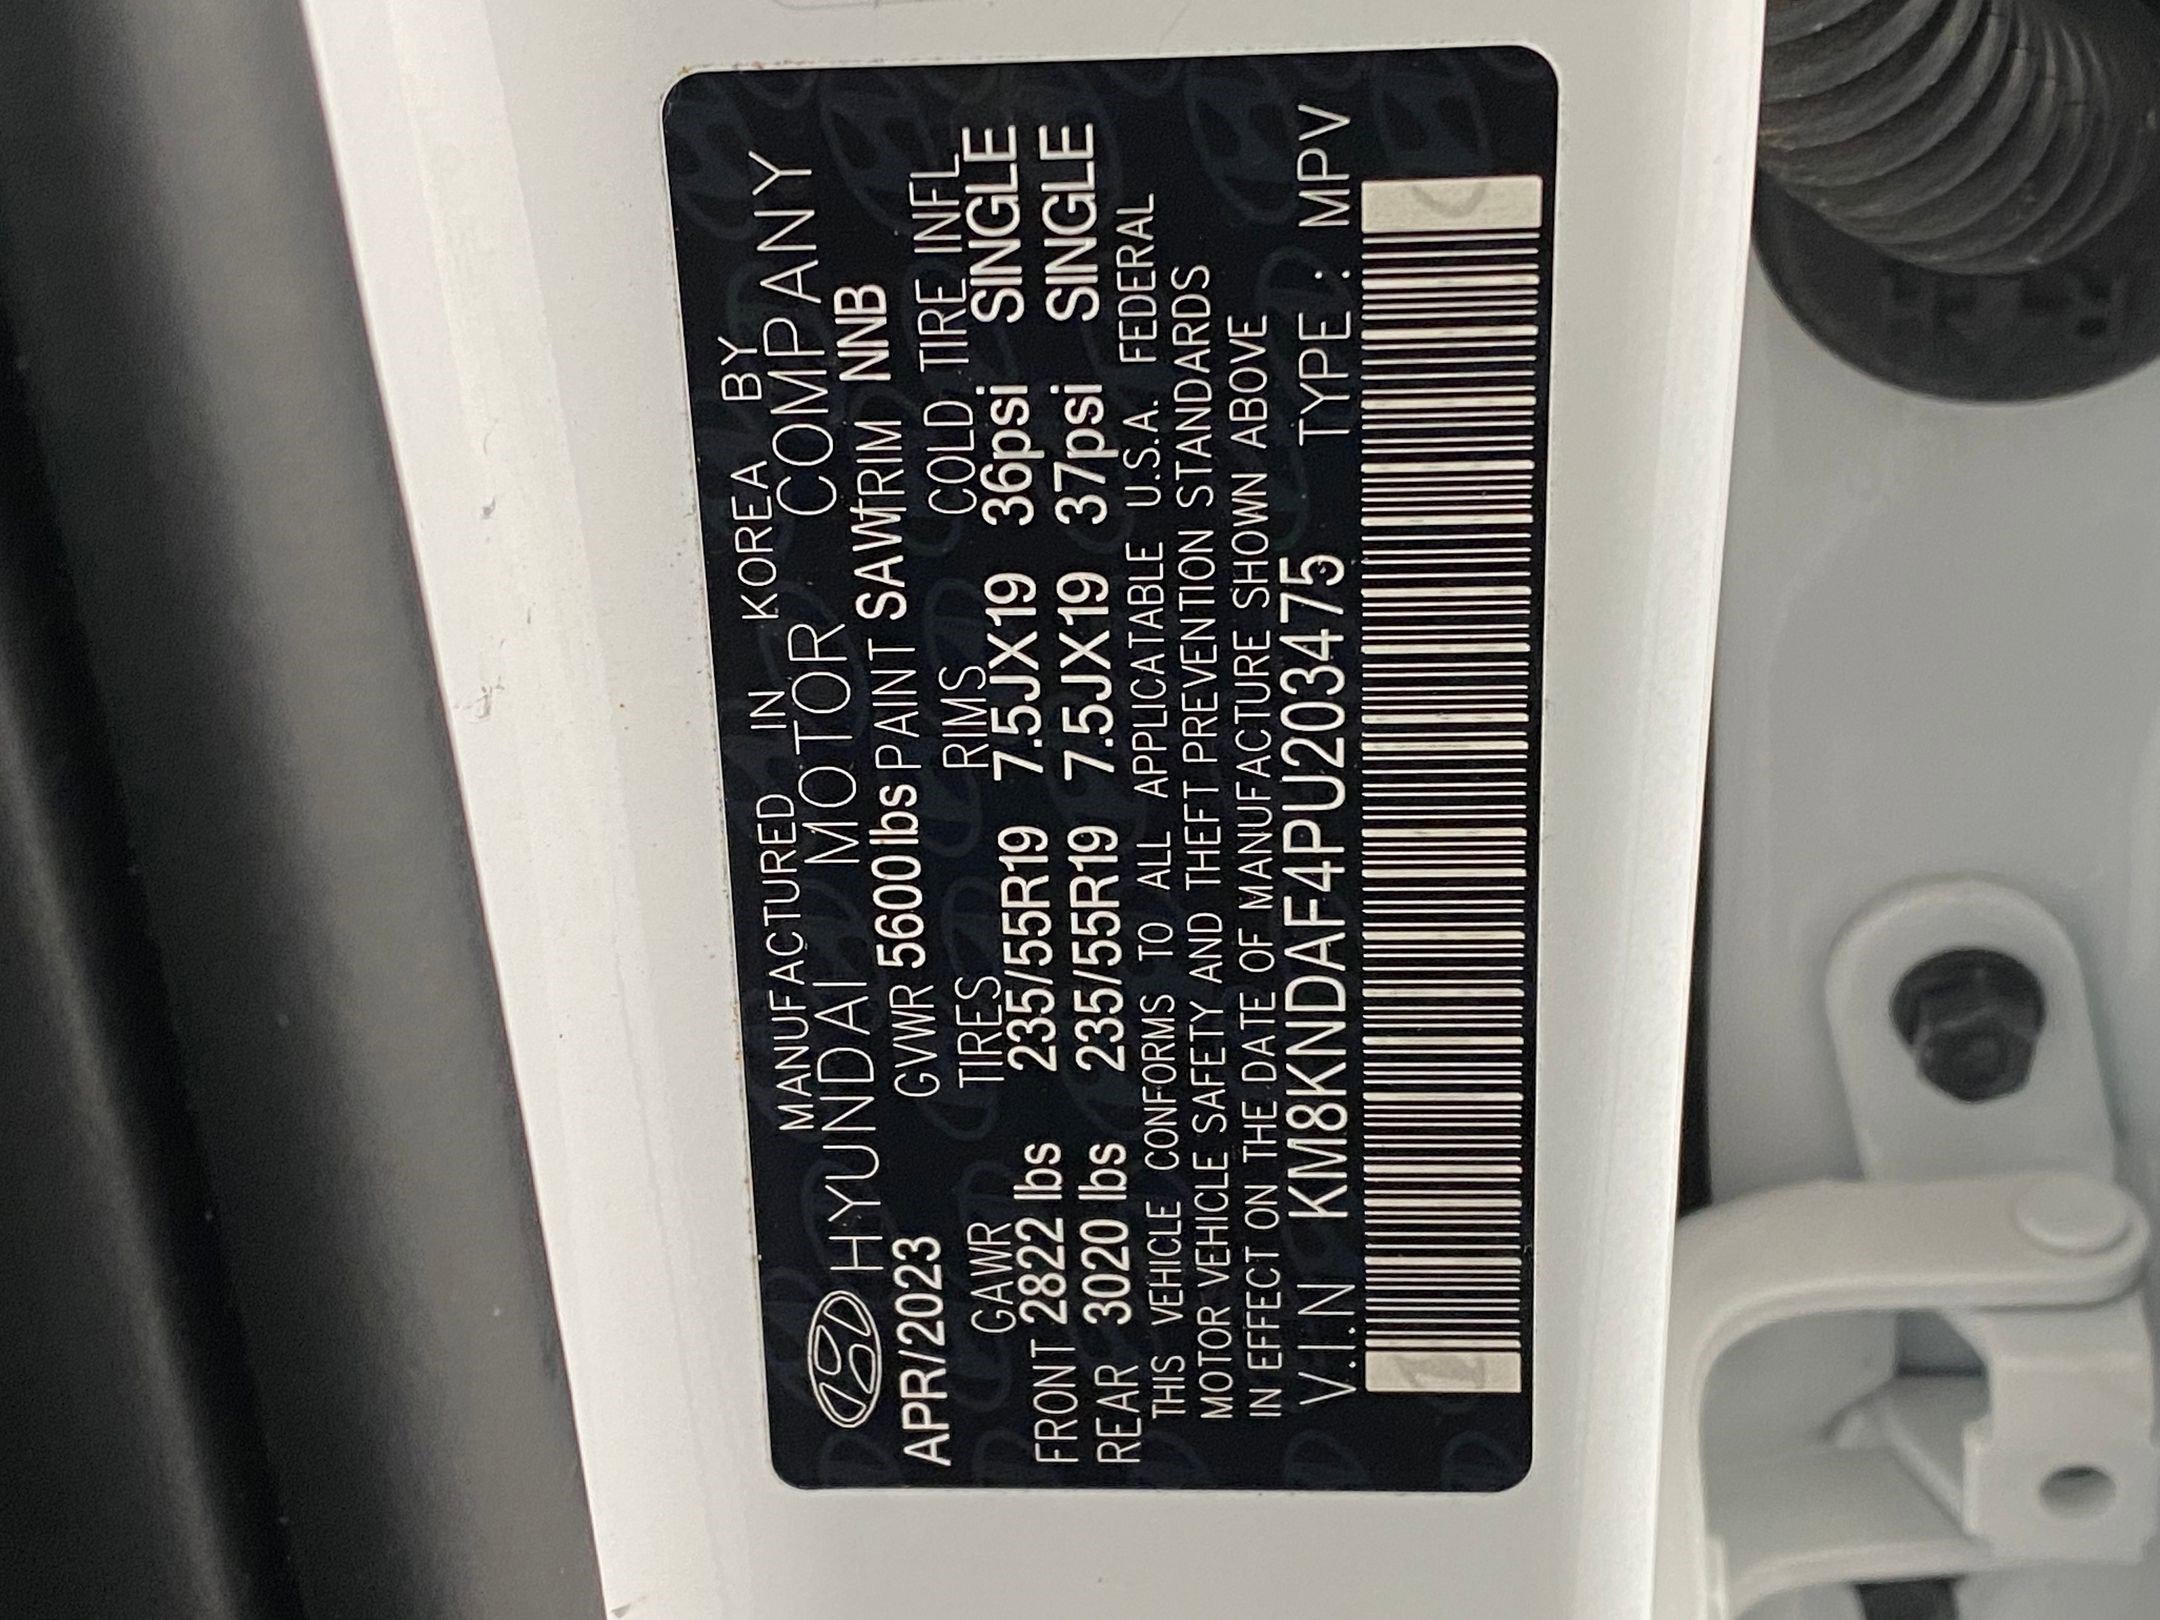 MANUFACTURED IN KOREA BY
HYUNDAI MOTOR COMPANY
APR/2023 GVWR 5600lbs PAINT SAW TRIM NNB
GAWR TIRES RIMS COLD TIRE INFL
FRONT 2822 lbs 235/55R19 7.5JX19 36psi SINGLE
REAR 3020 lbs 235/55R19 7.5JX19 37psi SINGLE
THIS VEHICLE CONFORMS TO ALL APPLICATABLE U.S.A. FEDERAL
MOTOR VEHICLE SAFETY AND THEFT PREVENTION STANDARDS
IN EFFECT ON THE DATE OF MANUFACTURE SHOWN ABOVE
V.I.N KM8KNDAF4PU203475 TYPE: MPV